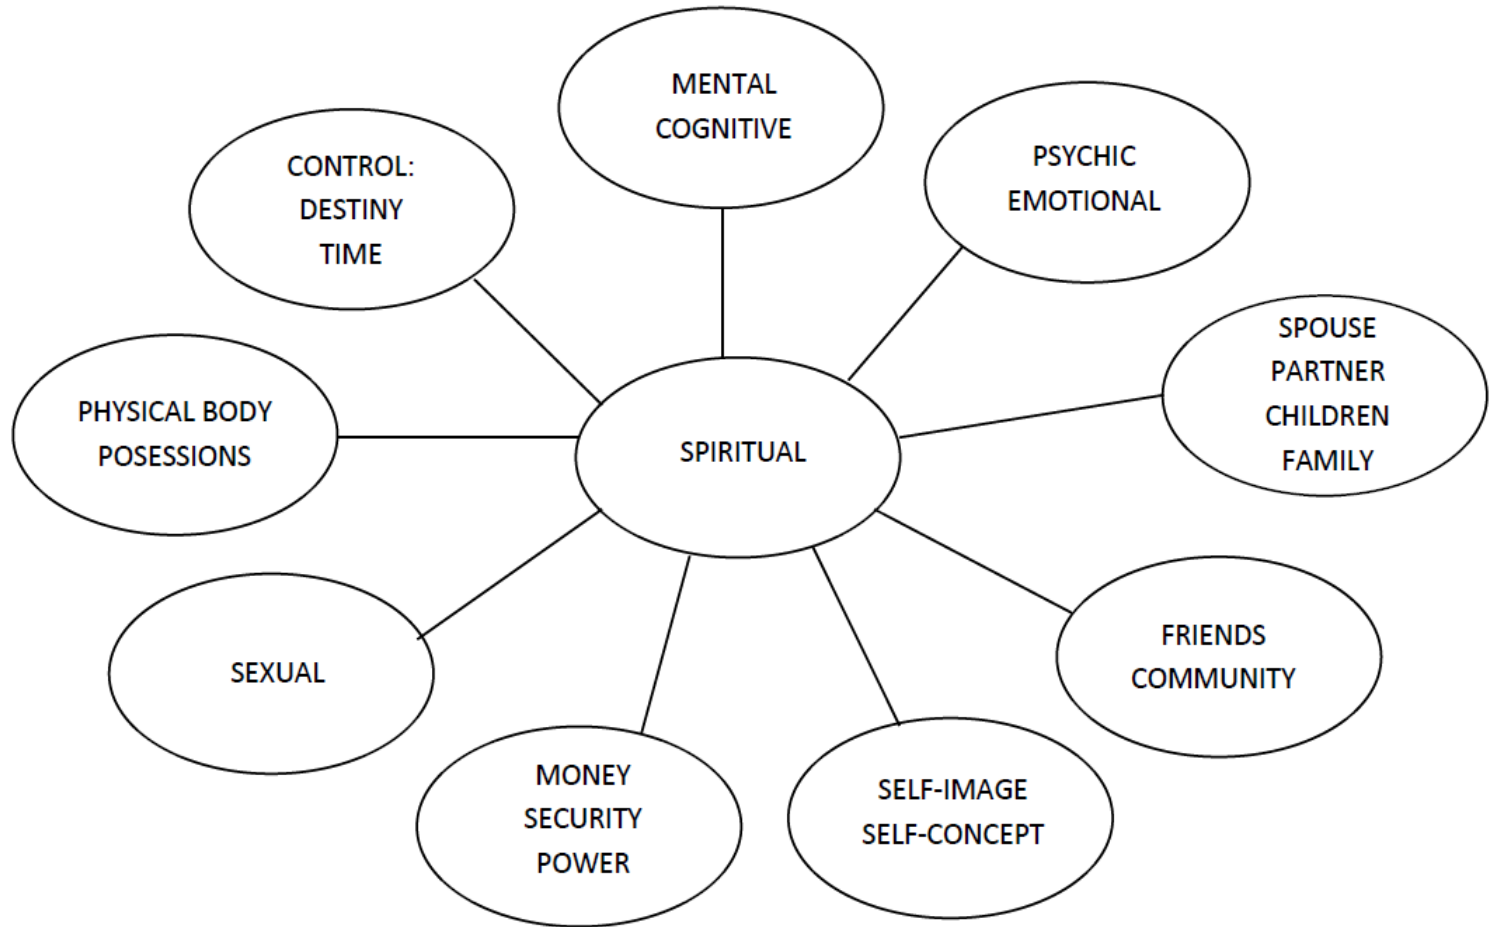 MENTAL
COGNITIVE
PSYCHIC
EMOTIONAL
CONTROL:
DESTINY
TIME
SPOUSE
PARTNER
CHILDREN
FAMILY
PHYSICAL BODY
POSESSIONS
SPIRITUAL
FRIENDS
COMMUNITY
SEXUAL
MONEY
SECURITY
POWER
SELF-IMAGE
SELF-CONCEPT